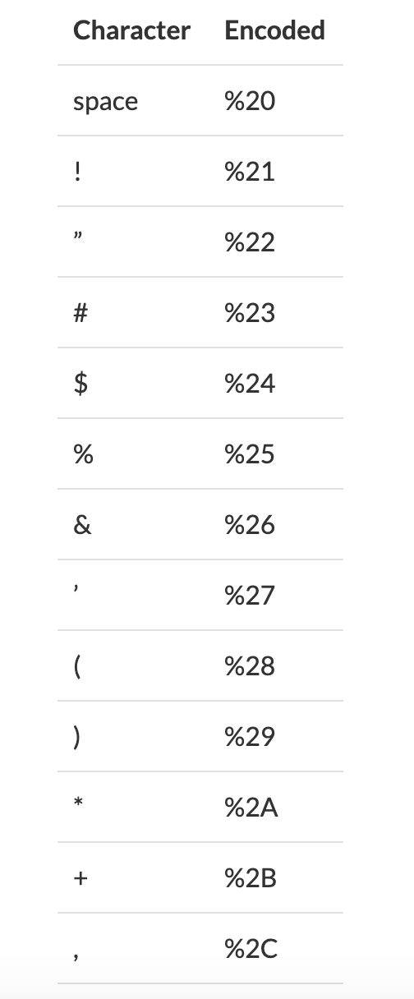 Character Encoded
space %20
! %21
” %22
# %23
$ %24
% %25
& %26
’ %27
( %28
) %29
* %2A
+ %2B
, %2C